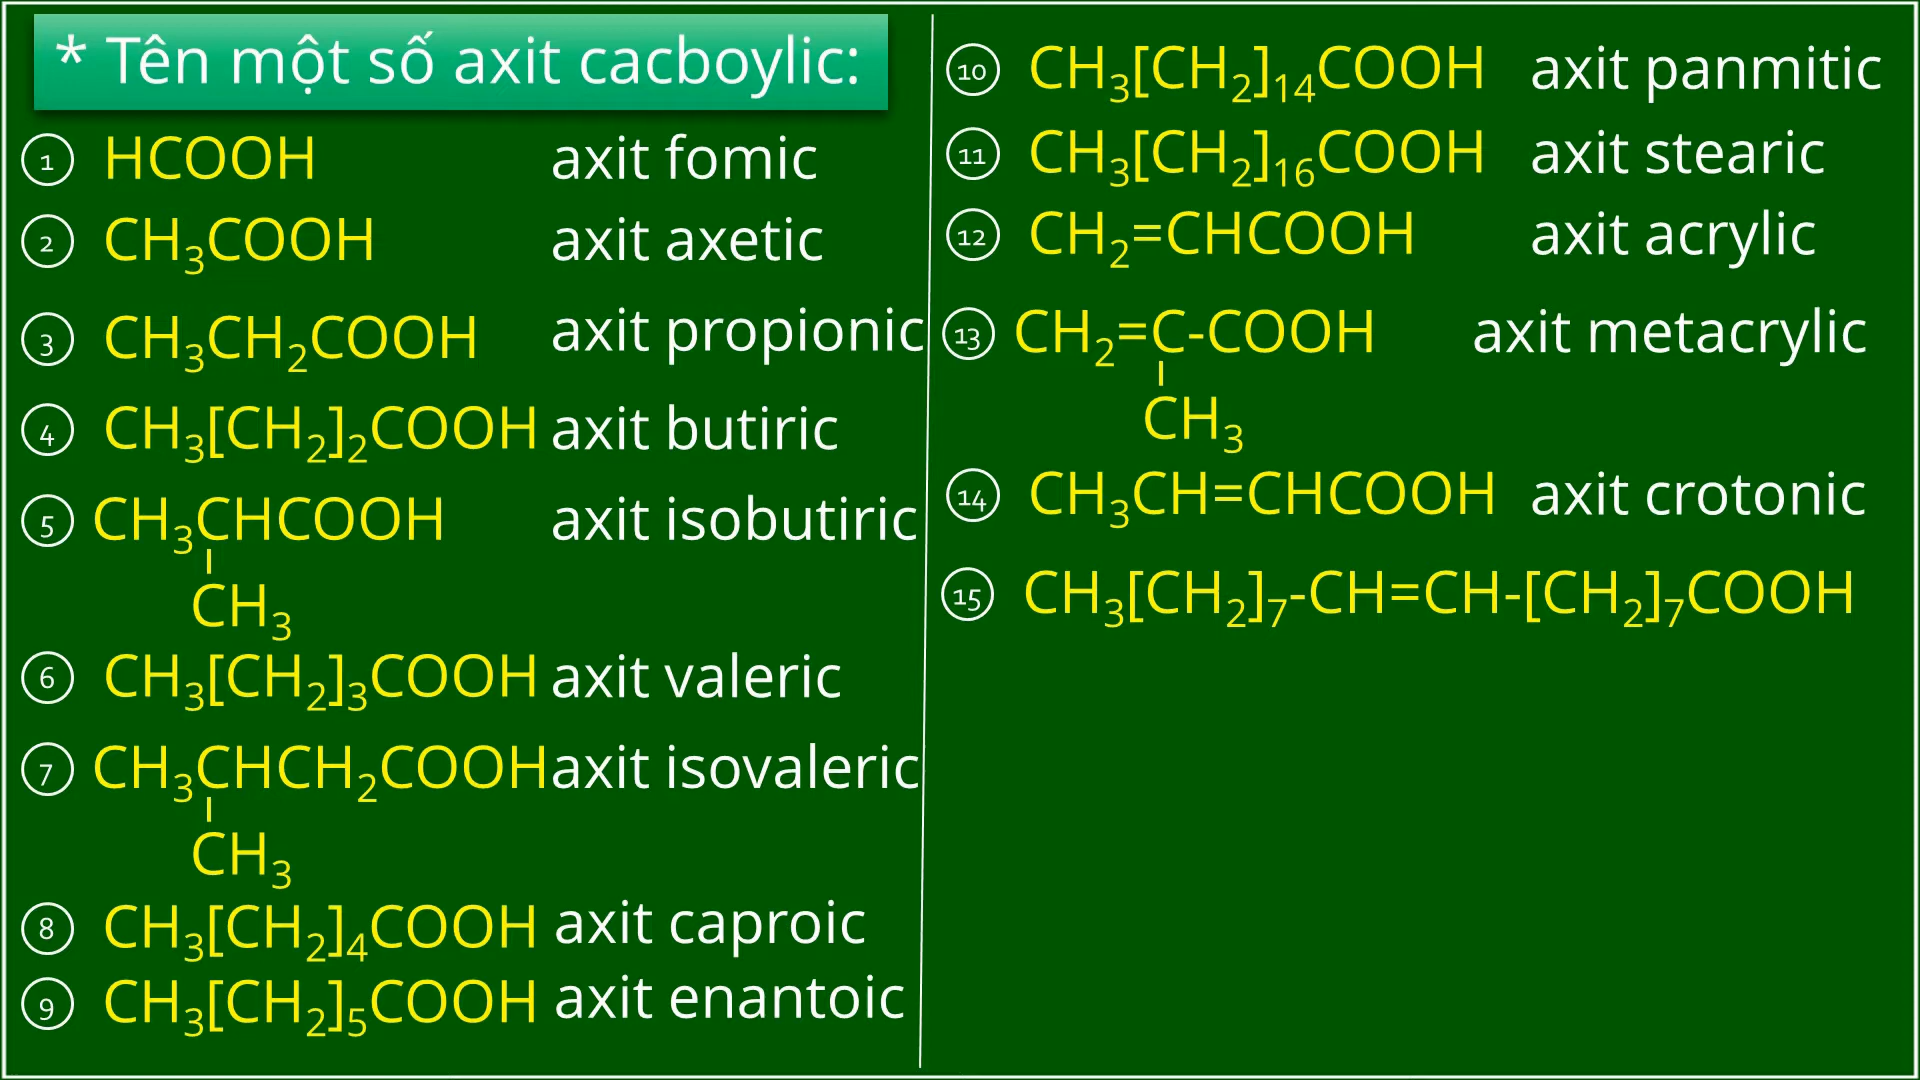 * Tên một số axit cacboylic:
1 HCOOH axit fomic
2 CH₃COOH axit axetic
3 CH₃CH₂COOH axit propionic
4 CH₃[CH₂]₂COOH axit butiric
5 CH₃CHCOOH axit isobutiric
CH₃
6 CH₃[CH₂]₃COOH axit valeric
7 CH₃CHCH₂COOH axit isovaleric
CH₃
8 CH₃[CH₂]₄COOH axit caproic
9 CH₃[CH₂]₅COOH axit enantoic
10 CH₃[CH₂]₁₄COOH axit panmitic
11 CH₃[CH₂]₁₆COOH axit stearic
12 CH₂=CHCOOH axit acrylic
13 CH₂=C-COOH axit metacrylic
CH₃
14 CH₃CH=CHCOOH axit crotonic
15 CH₃[CH₂]₇-CH=CH-[CH₂]₇COOH